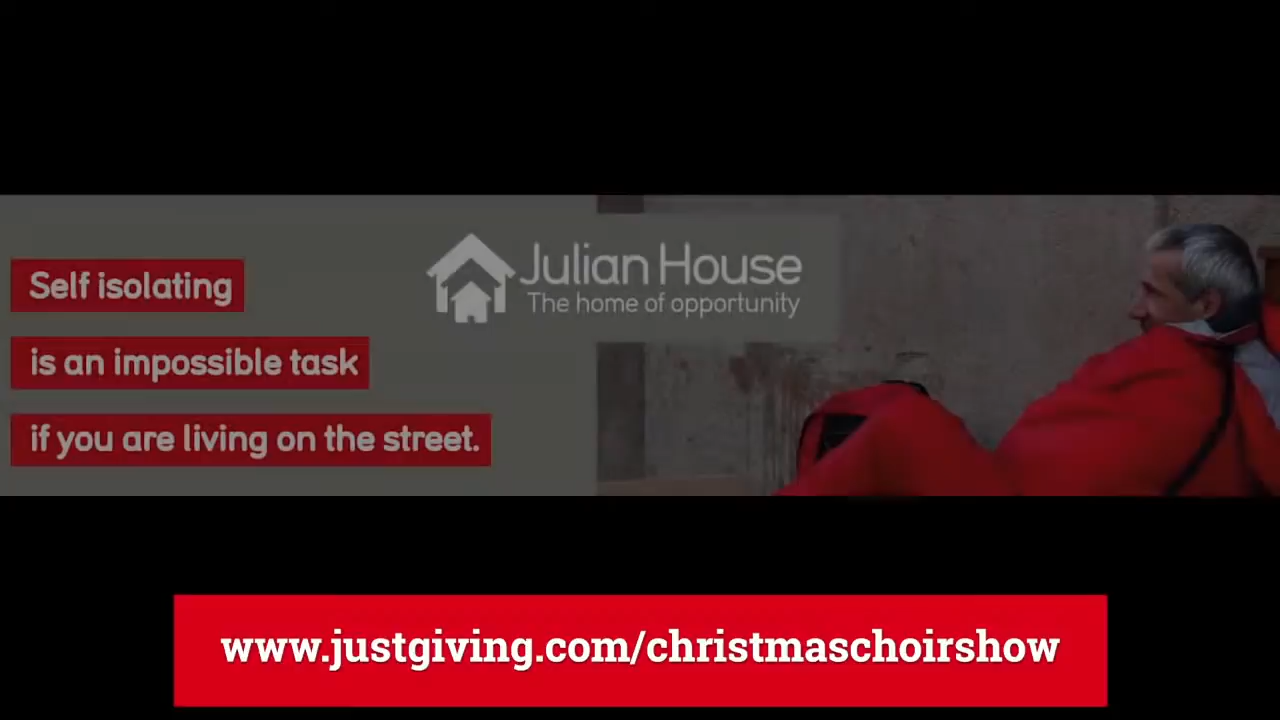 Self isolating
is an impossible task
if you are living on the street.
Julian House
The home of opportunity
www.justgiving.com/christmaschoirshow